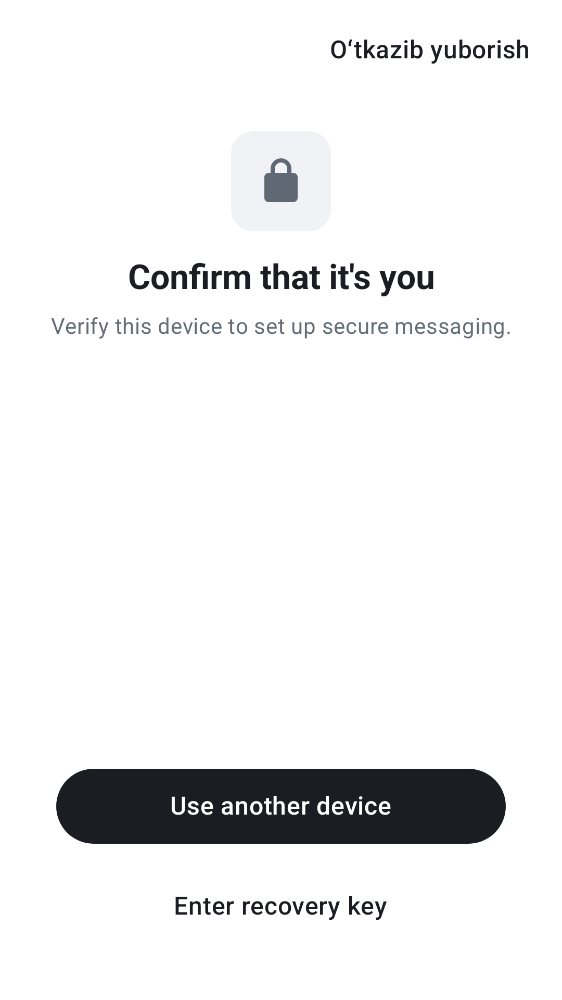 Oʻtkazib yuborish
Confirm that it's you
Verify this device to set up secure messaging.
Use another device
Enter recovery key